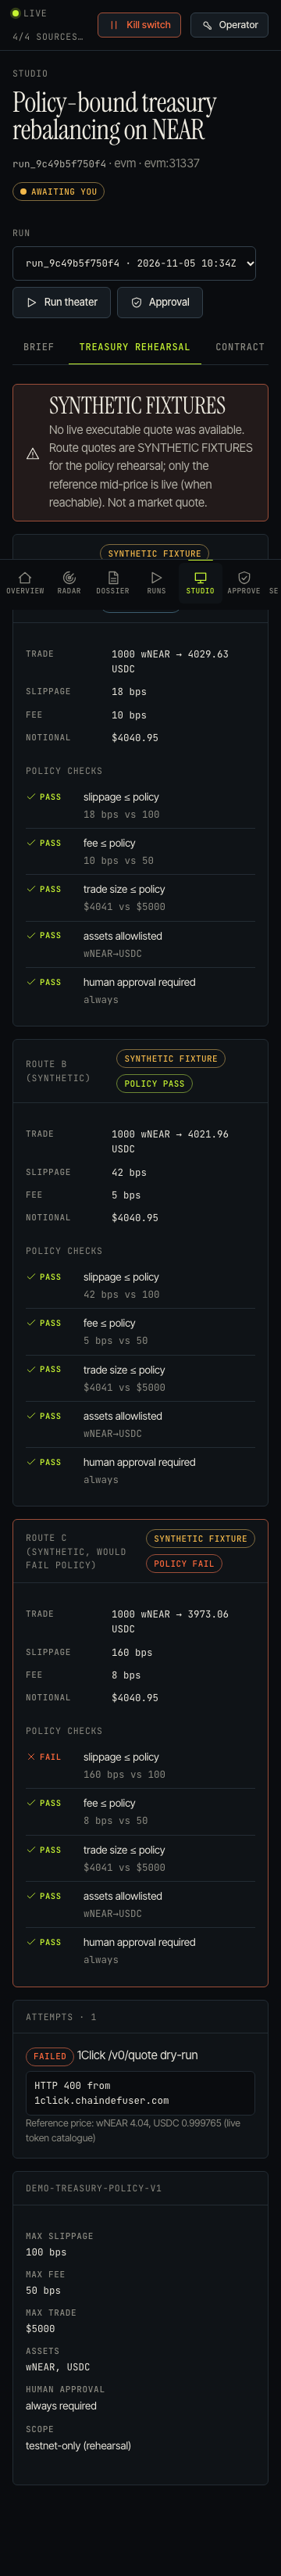 LIVE
4/4 SOURCES…
Kill switch
Operator
STUDIO
Policy-bound treasury
rebalancing on NEAR
run_9c49b5f750f4 · evm · evm:31337
AWAITING YOU
RUN
run_9c49b5f750f4 · 2026-11-05 10:34Z
Run theater
Approval
BRIEF
TREASURY REHEARSAL
CONTRACT
SYNTHETIC FIXTURES
No live executable quote was available.
Route quotes are SYNTHETIC FIXTURES
for the policy rehearsal; only the
reference mid-price is live (when
reachable). Not a market quote.
SYNTHETIC FIXTURE
OVERVIEW
RADAR
DOSSIER
RUNS
STUDIO
APPROVE
SE
TRADE
1000 wNEAR → 4029.63
USDC
SLIPPAGE
18 bps
FEE
10 bps
NOTIONAL
$4040.95
POLICY CHECKS
PASS
slippage ≤ policy
18 bps vs 100
PASS
fee ≤ policy
10 bps vs 50
PASS
trade size ≤ policy
$4041 vs $5000
PASS
assets allowlisted
wNEAR→USDC
PASS
human approval required
always
ROUTE B
(SYNTHETIC)
SYNTHETIC FIXTURE
POLICY PASS
TRADE
1000 wNEAR → 4021.96
USDC
SLIPPAGE
42 bps
FEE
5 bps
NOTIONAL
$4040.95
POLICY CHECKS
PASS
slippage ≤ policy
42 bps vs 100
PASS
fee ≤ policy
5 bps vs 50
PASS
trade size ≤ policy
$4041 vs $5000
PASS
assets allowlisted
wNEAR→USDC
PASS
human approval required
always
ROUTE C
(SYNTHETIC, WOULD
FAIL POLICY)
SYNTHETIC FIXTURE
POLICY FAIL
TRADE
1000 wNEAR → 3973.06
USDC
SLIPPAGE
160 bps
FEE
8 bps
NOTIONAL
$4040.95
POLICY CHECKS
FAIL
slippage ≤ policy
160 bps vs 100
PASS
fee ≤ policy
8 bps vs 50
PASS
trade size ≤ policy
$4041 vs $5000
PASS
assets allowlisted
wNEAR→USDC
PASS
human approval required
always
ATTEMPTS · 1
FAILED 1Click /v0/quote dry-run
HTTP 400 from
1click.chaindefuser.com
Reference price: wNEAR 4.04, USDC 0.999765 (live
token catalogue)
DEMO-TREASURY-POLICY-V1
MAX SLIPPAGE
100 bps
MAX FEE
50 bps
MAX TRADE
$5000
ASSETS
wNEAR, USDC
HUMAN APPROVAL
always required
SCOPE
testnet-only (rehearsal)